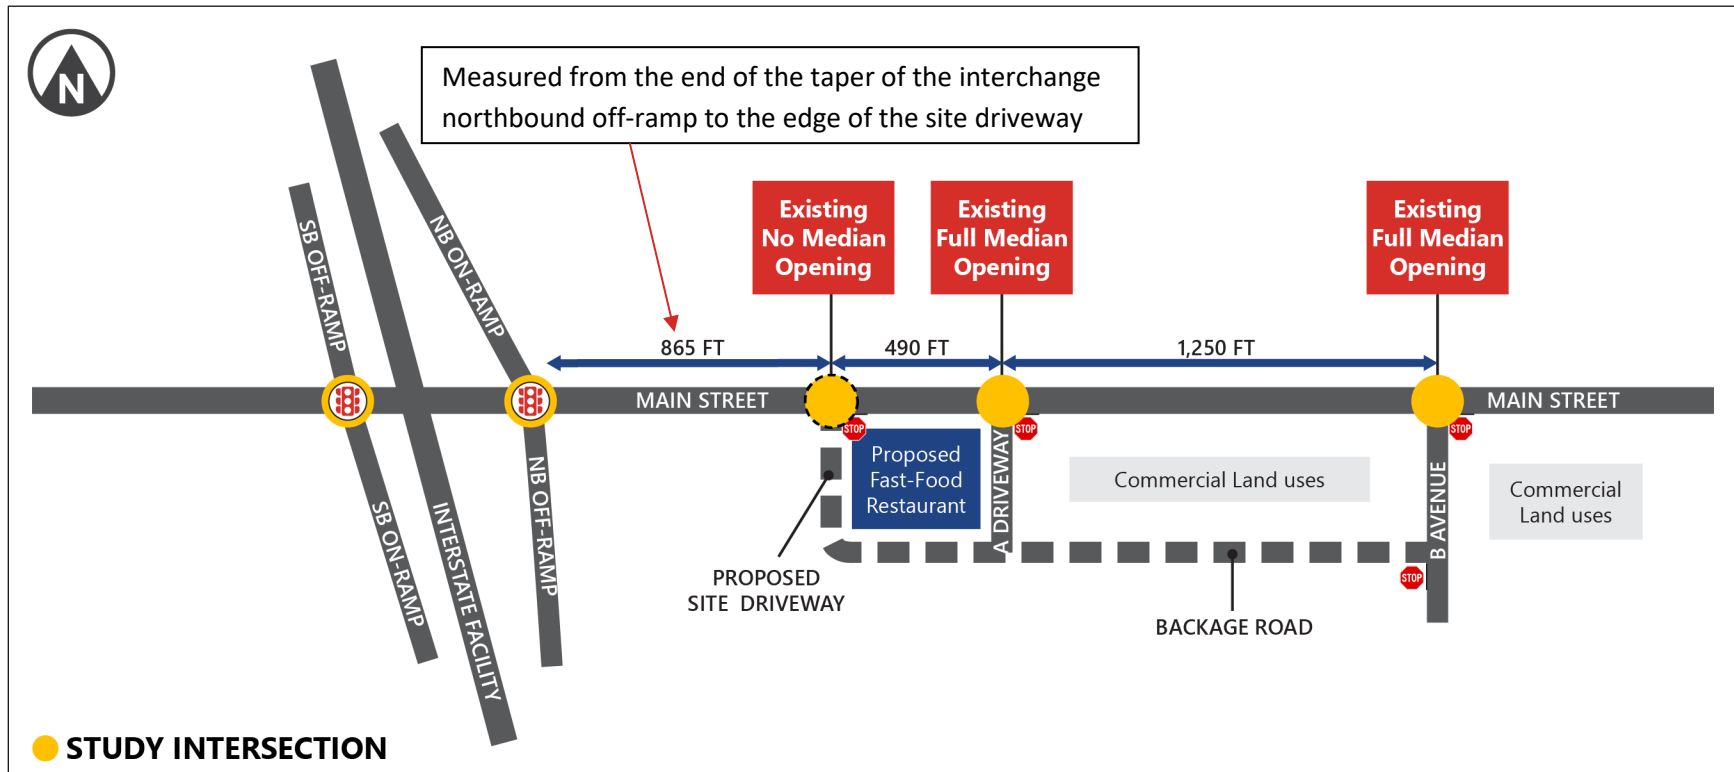 N
Measured from the end of the taper of the interchange
northbound off-ramp to the edge of the site driveway
Existing
No Median
Opening
Existing
Full Median
Opening
Existing
Full Median
Opening
SB OFF-RAMP
NB ON-RAMP
865 FT
490 FT
1,250 FT
MAIN STREET
MAIN STREET
STOP
STOP
STOP
Proposed
Fast-Food
Restaurant
A DRIVEWAY
Commercial Land uses
B AVENUE
Commercial
Land uses
SB ON-RAMP
INTERSTATE FACILITY
NB OFF-RAMP
STOP
PROPOSED
SITE DRIVEWAY
BACKAGE ROAD
STUDY INTERSECTION